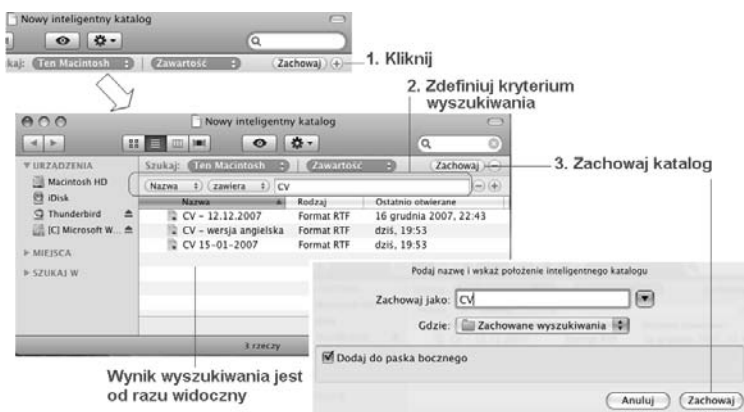 Nowy inteligentny katalog
kaj: Ten Macintosh Zawartość Zachowaj
1. Kliknij
2. Zdefiniuj kryterium
wyszukiwania
Nowy inteligentny katalog
URZĄDZENIA
Szukaj: Ten Macintosh Zawartość Zachowaj
3. Zachowaj katalog
Macintosh HD
Nazwa zawiera CV
iDisk
Nazwa Rodzaj Ostatnio otwierane
Thunderbird
CV - 12.12.2007 Format RTF 16 grudnia 2007, 22:43
[C] Microsoft W...
CV - wersja angielska Format RTF dziś, 19:53
CV 15-01-2007 Format RTF dziś, 19:53
MIEJSCA
SZUKAJ W
Podaj nazwę i wskaż położenie inteligentnego katalogu
Zachowaj jako: CV
Gdzie: Zachowane wyszukiwania
3 rzeczy
Dodaj do paska bocznego
Wynik wyszukiwania jest
od razu widoczny
Anuluj Zachowaj